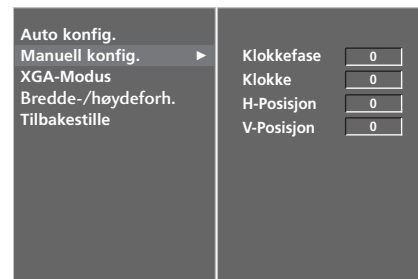 Auto konfig.
Manuell konfig. ►
XGA-Modus
Bredde-/høydeforh.
Tilbakestille
Klokkefase 0
Klokke 0
H-Posisjon 0
V-Posisjon 0